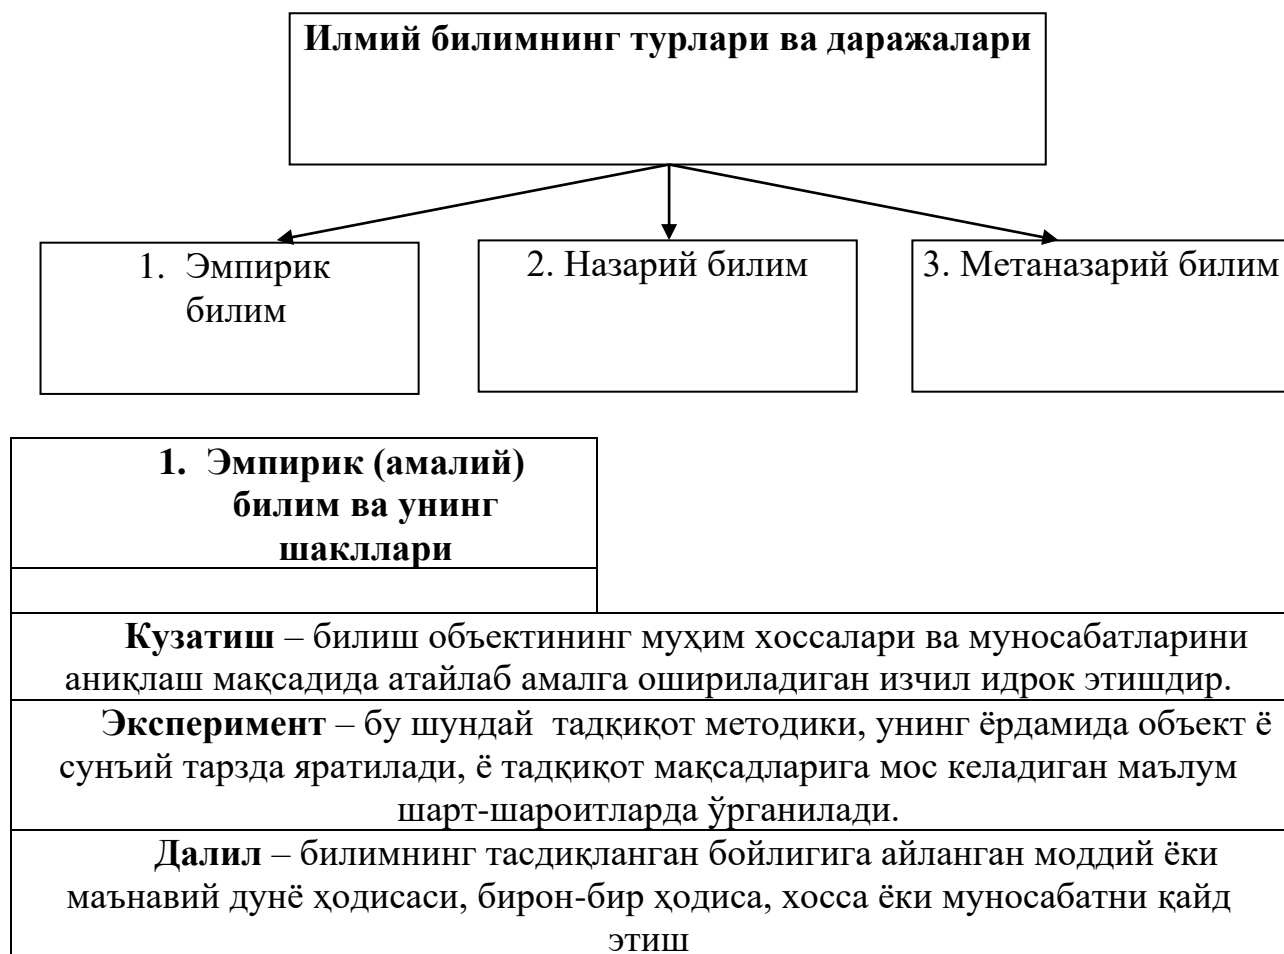 Илмий билимнинг турлари ва даражалари
1. Эмпирик
билим
2. Назарий билим
3. Метаназарий билим
1. Эмпирик (амалий)
билим ва унинг
шакллари
Кузатиш – билиш объектининг муҳим хоссалари ва муносабатларини
аниқлаш мақсадида атайлаб амалга ошириладиган изчил идрок этишдир.
Эксперимент – бу шундай тадқиқот методики, унинг ёрдамида объект ё
сунъий тарзда яратилади, ё тадқиқот мақсадларига мос келадиган маълум
шарт-шароитларда ўрганилади.
Далил – билимнинг тасдиқланган бойлигига айланган моддий ёки
маънавий дунё ҳодисаси, бирон-бир ҳодиса, хосса ёки муносабатни қайд
этиш